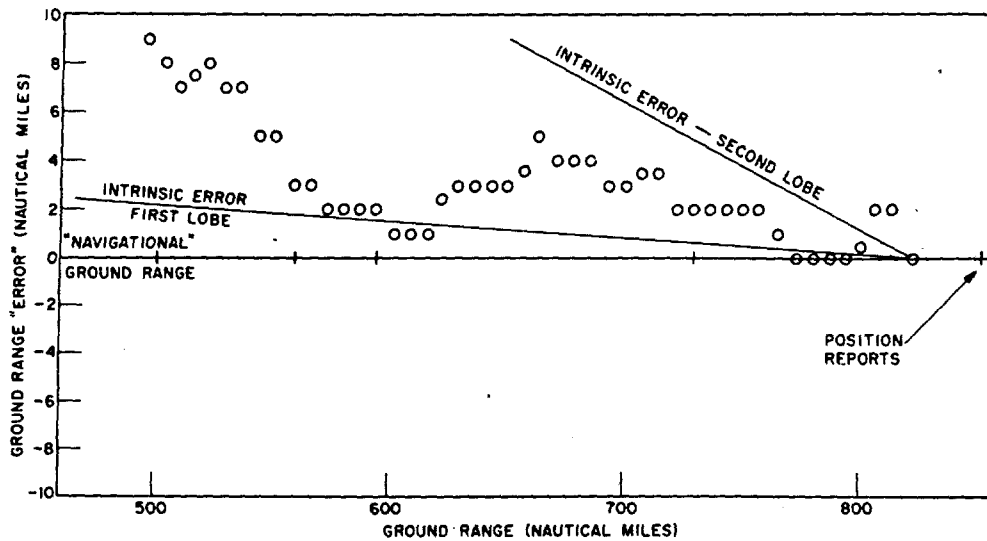 10
8
6
4
2
0
-2
-4
-6
-8
-10
GROUND RANGE "ERROR" (NAUTICAL MILES)
INTRINSIC ERROR — SECOND LOBE
INTRINSIC ERROR
FIRST LOBE
"NAVIGATIONAL"
GROUND RANGE
POSITION
REPORTS
500
600
700
800
GROUND RANGE (NAUTICAL MILES)